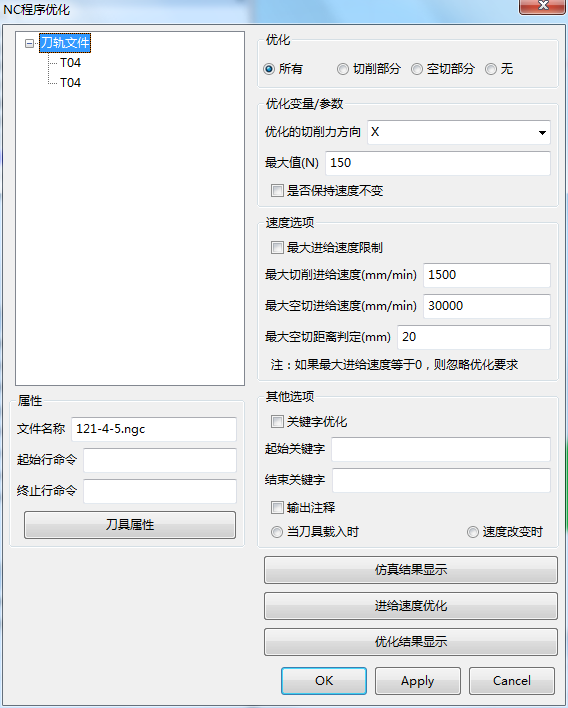 NC程序优化
刀轨文件
T04
T04
属性
文件名称 121-4-5.ngc
起始行命令
终止行命令
刀具属性
优化
所有 切削部分 空切部分 无
优化变量/参数
优化的切削力方向 X
最大值(N) 150
是否保持速度不变
速度选项
最大进给速度限制
最大切削进给速度(mm/min) 1500
最大空切进给速度(mm/min) 30000
最大空切距离判定(mm) 20
注：如果最大进给速度等于0，则忽略优化要求
其他选项
关键字优化
起始关键字
结束关键字
输出注释
当刀具载入时 速度改变时
仿真结果显示
进给速度优化
优化结果显示
OK Apply Cancel